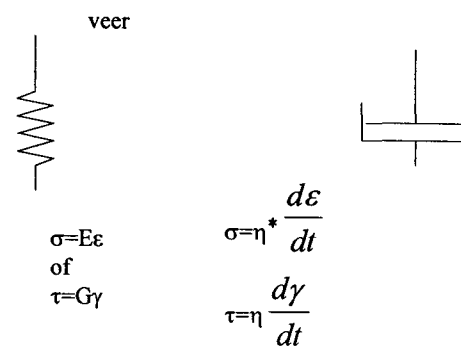 veer
σ=Eε
of
τ=Gγ
σ=η* dε/dt
τ=η dγ/dt